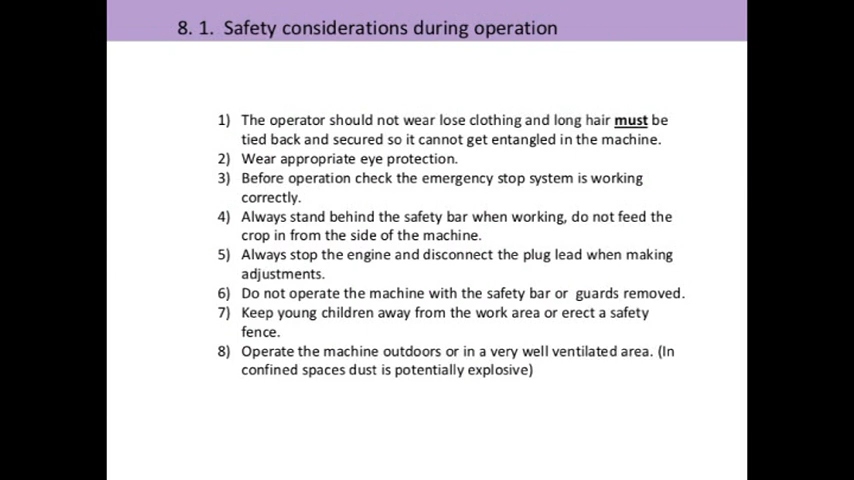 8. 1. Safety considerations during operation
1) The operator should not wear lose clothing and long hair must be
tied back and secured so it cannot get entangled in the machine.
2) Wear appropriate eye protection.
3) Before operation check the emergency stop system is working
correctly.
4) Always stand behind the safety bar when working, do not feed the
crop in from the side of the machine.
5) Always stop the engine and disconnect the plug lead when making
adjustments.
6) Do not operate the machine with the safety bar or guards removed.
7) Keep young children away from the work area or erect a safety
fence.
8) Operate the machine outdoors or in a very well ventilated area. (In
confined spaces dust is potentially explosive)